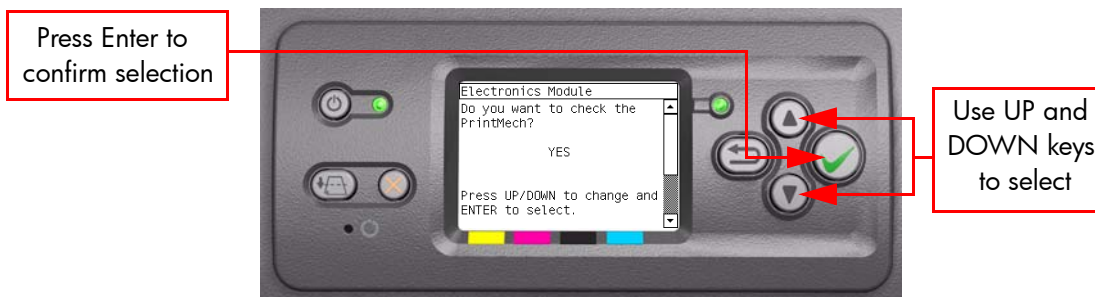 Press Enter to
confirm selection
Electronics Module
Do you want to check the
PrintMech?
YES
Press UP/DOWN to change and
ENTER to select.
Use UP and
DOWN keys
to select